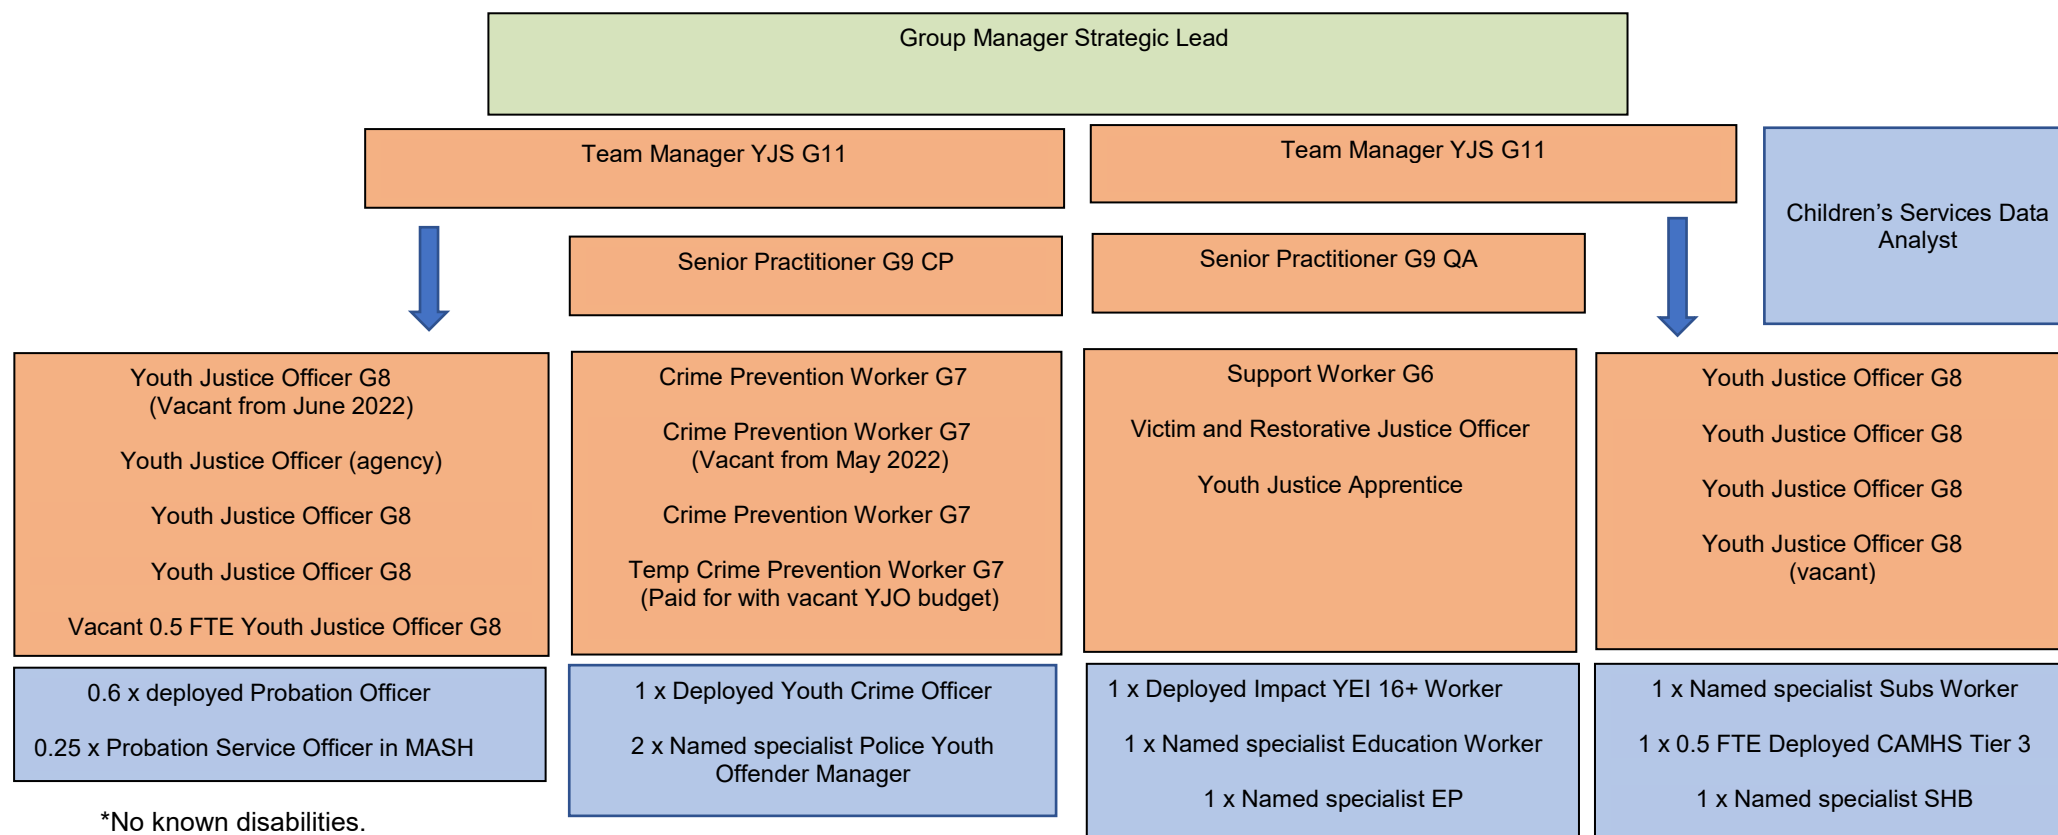 Group Manager Strategic Lead
Team Manager YJS G11
Team Manager YJS G11
Children’s Services Data
Analyst
Senior Practitioner G9 CP
Senior Practitioner G9 QA
Youth Justice Officer G8
(Vacant from June 2022)
Youth Justice Officer (agency)
Youth Justice Officer G8
Youth Justice Officer G8
Vacant 0.5 FTE Youth Justice Officer G8
Crime Prevention Worker G7
Crime Prevention Worker G7
(Vacant from May 2022)
Crime Prevention Worker G7
Temp Crime Prevention Worker G7
(Paid for with vacant YJO budget)
Support Worker G6
Victim and Restorative Justice Officer
Youth Justice Apprentice
Youth Justice Officer G8
Youth Justice Officer G8
Youth Justice Officer G8
Youth Justice Officer G8
(vacant)
0.6 x deployed Probation Officer
0.25 x Probation Service Officer in MASH
1 x Deployed Youth Crime Officer
2 x Named specialist Police Youth
Offender Manager
1 x Deployed Impact YEI 16+ Worker
1 x Named specialist Education Worker
1 x Named specialist EP
1 x Named specialist Subs Worker
1 x 0.5 FTE Deployed CAMHS Tier 3
1 x Named specialist SHB
*No known disabilities.